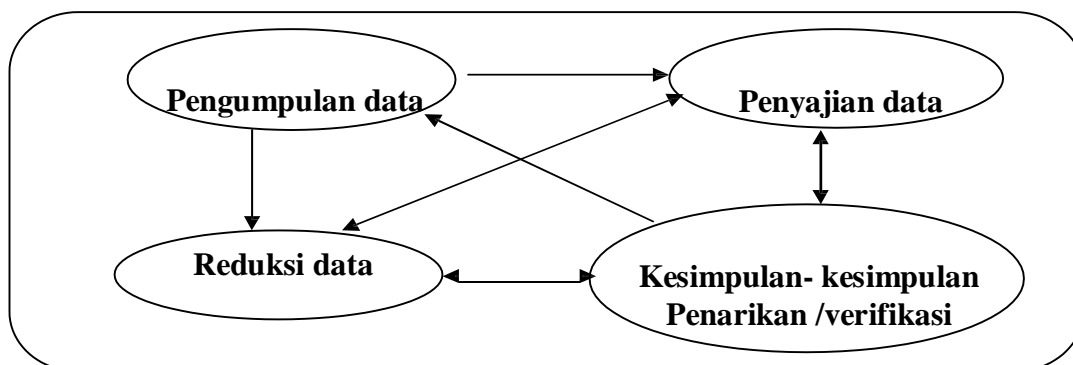 Pengumpulan data
Penyajian data
Reduksi data
Kesimpulan- kesimpulan
Penarikan /verifikasi